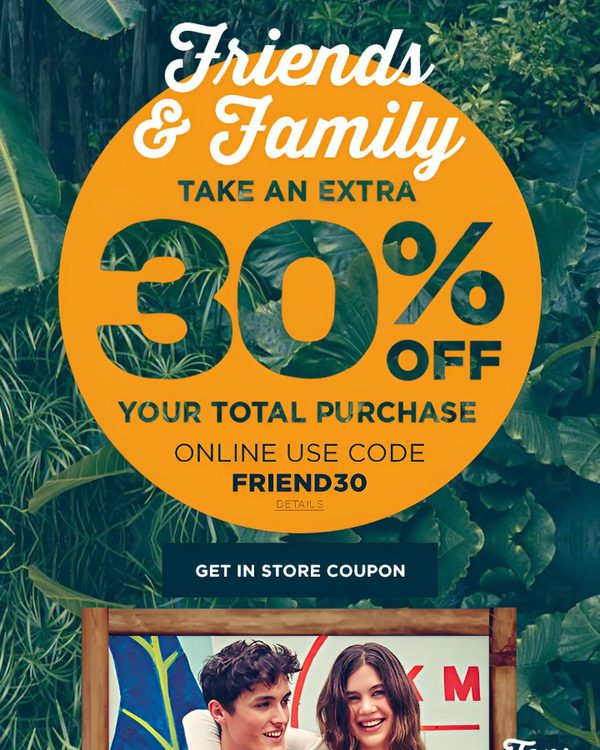 Friends
& Family
TAKE AN EXTRA
30%
OFF
YOUR TOTAL PURCHASE
ONLINE USE CODE
FRIEND30
DETAILS
GET IN STORE COUPON
KM